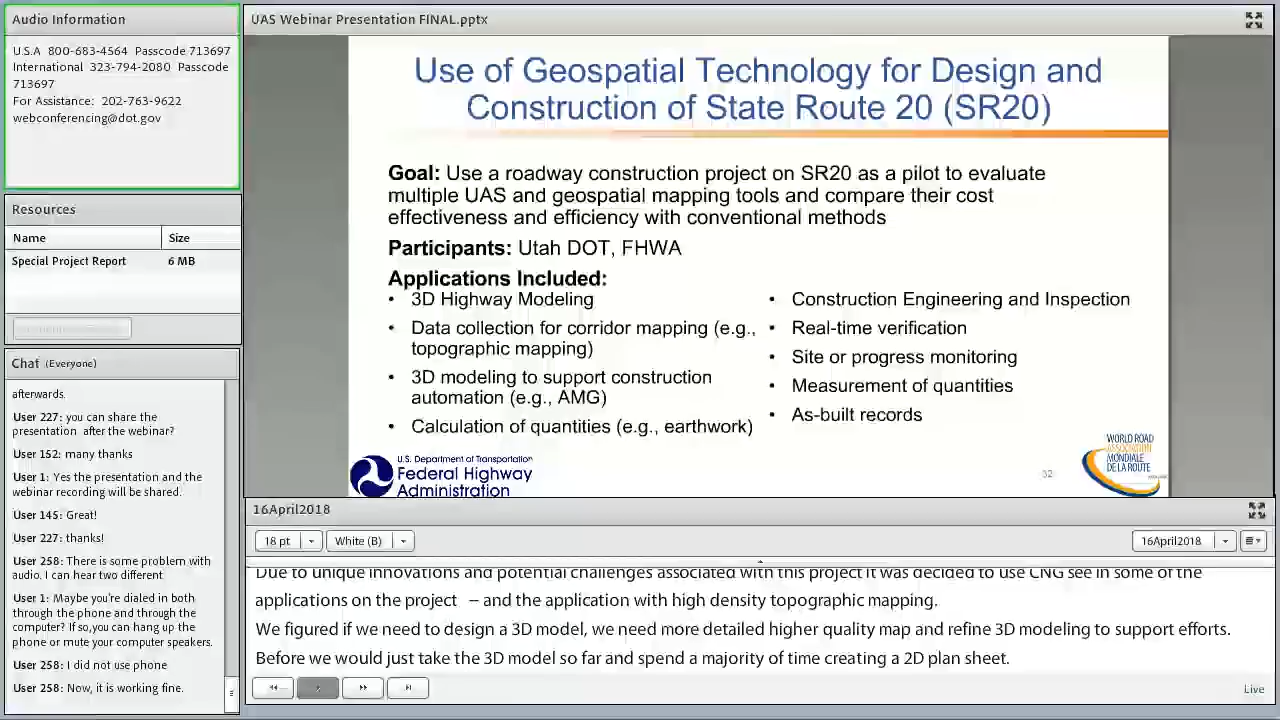 Audio Information
U.S.A 800-683-4564 Passcode 713697
International 323-794-2080 Passcode
713697
For Assistance: 202-763-9622
webconferencing@dot.gov
Resources
Name Size
Special Project Report 6 MB
Chat (Everyone)
afterwards.
User 227: you can share the
presentation after the webinar?
User 152: many thanks
User 1: Yes the presentation and the
webinar recording will be shared.
User 145: Great!
User 227: thanks!
User 258: There is some problem with
audio. I can hear two different
User 1: Maybe you're dialed in both
through the phone and through the
computer? If so,you can hang up the
phone or mute your computer speakers.
User 258: I did not use phone
User 258: Now, it is working fine.
UAS Webinar Presentation FINAL.pptx
Use of Geospatial Technology for Design and
Construction of State Route 20 (SR20)
Goal: Use a roadway construction project on SR20 as a pilot to evaluate
multiple UAS and geospatial mapping tools and compare their cost
effectiveness and efficiency with conventional methods
Participants: Utah DOT, FHWA
Applications Included:
• 3D Highway Modeling
• Data collection for corridor mapping (e.g.,
topographic mapping)
• 3D modeling to support construction
automation (e.g., AMG)
• Calculation of quantities (e.g., earthwork)
• Construction Engineering and Inspection
• Real-time verification
• Site or progress monitoring
• Measurement of quantities
• As-built records
U.S. Department of Transportation
Federal Highway
Administration
52
WORLD ROAD
ASSOCIATION
MONDIALE
DE LA ROUTE
16April2018
18 pt White (B) 16April2018
Due to unique innovations and potential challenges associated with this project it was decided to use CNG see in some of the
applications on the project -- and the application with high density topographic mapping.
We figured if we need to design a 3D model, we need more detailed higher quality map and refine 3D modeling to support efforts.
Before we would just take the 3D model so far and spend a majority of time creating a 2D plan sheet.
Live